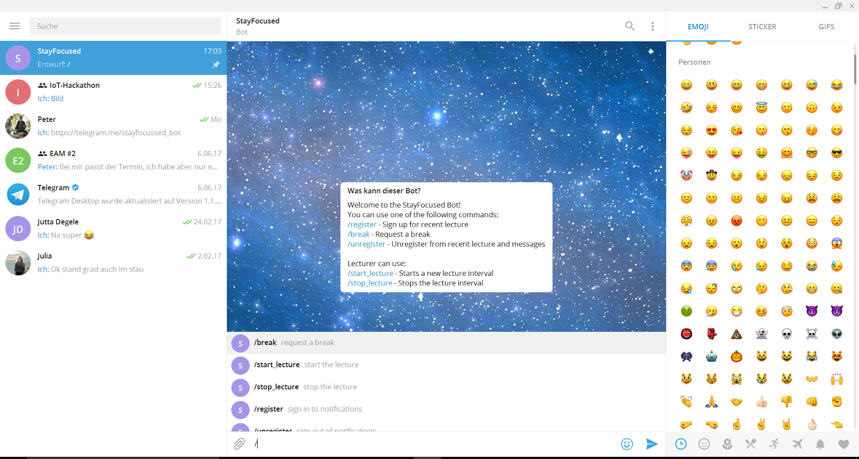 Suche
StayFocused 17:03
Entwurf: /
I
IoT-Hackathon 15:26
Ich: Bild
Peter Mo
Ich: https://telegram.me/stayfocussed_bot
E2
EAM #2 6.06.17
Peter: Bei mir passt der Termin, ich habe aber nur n...
Telegram 6.06.17
Telegram Desktop wurde aktualisiert auf Version 1.1....
JD
Jutta Degele 24.02.17
Ich: Na super 😂
Julia 2.02.17
Ich: Ok stand grad auch im stau
S
StayFocused
Bot
Was kann dieser Bot?
Welcome to the StayFocused Bot!
You can use one of the following commands:
/register - Sign up for recent lecture
/break - Request a break
/unregister - Unregister from recent lecture and messages
Lecturer can use:
/start_lecture - Starts a new lecture interval
/stop_lecture - Stops the lecture interval
S /break request a break
S /start_lecture start the lecture
S /stop_lecture stop the lecture
S /register sign in to notifications
/unregister sign out of notifications
/
EMOJI STICKER GIFS
Personen